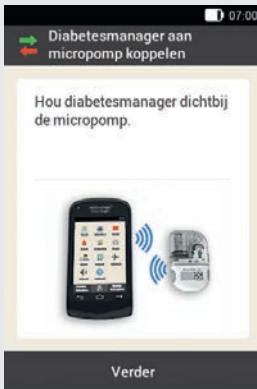 07:00
Diabetesmanager aan
micropomp koppelen
Hou diabetesmanager dichtbij
de micropomp.
Verder